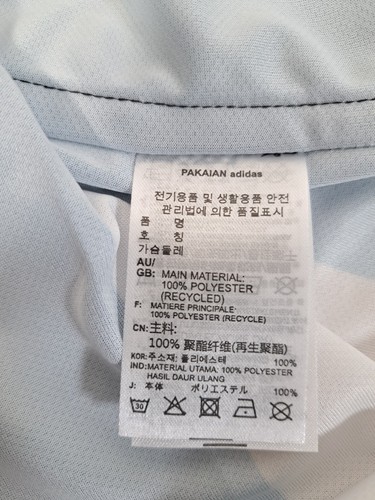 PAKAIAN adidas
전기용품 및 생활용품 안전
관리법에 의한 품질표시
품 명
호 칭
가슴둘레
AU/
GB: MAIN MATERIAL:
100% POLYESTER
(RECYCLED)
F: MATIERE PRINCIPALE:
100% POLYESTER (RECYCLE)
CN: 主料:
100% 聚酯纤维(再生聚酯)
KOR: 주소재: 폴리에스테 100%
IND: MATERIAL UTAMA: 100% POLYESTER
HASIL DAUR ULANG
J: 本体 ポリエステル 100%
30